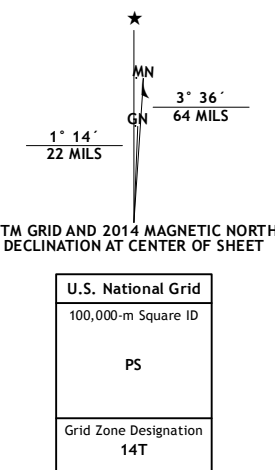 MN
3° 36´
64 MILS
GN
1° 14´
22 MILS
TM GRID AND 2014 MAGNETIC NORTH
DECLINATION AT CENTER OF SHEET
U.S. National Grid
100,000-m Square ID
PS
Grid Zone Designation
14T